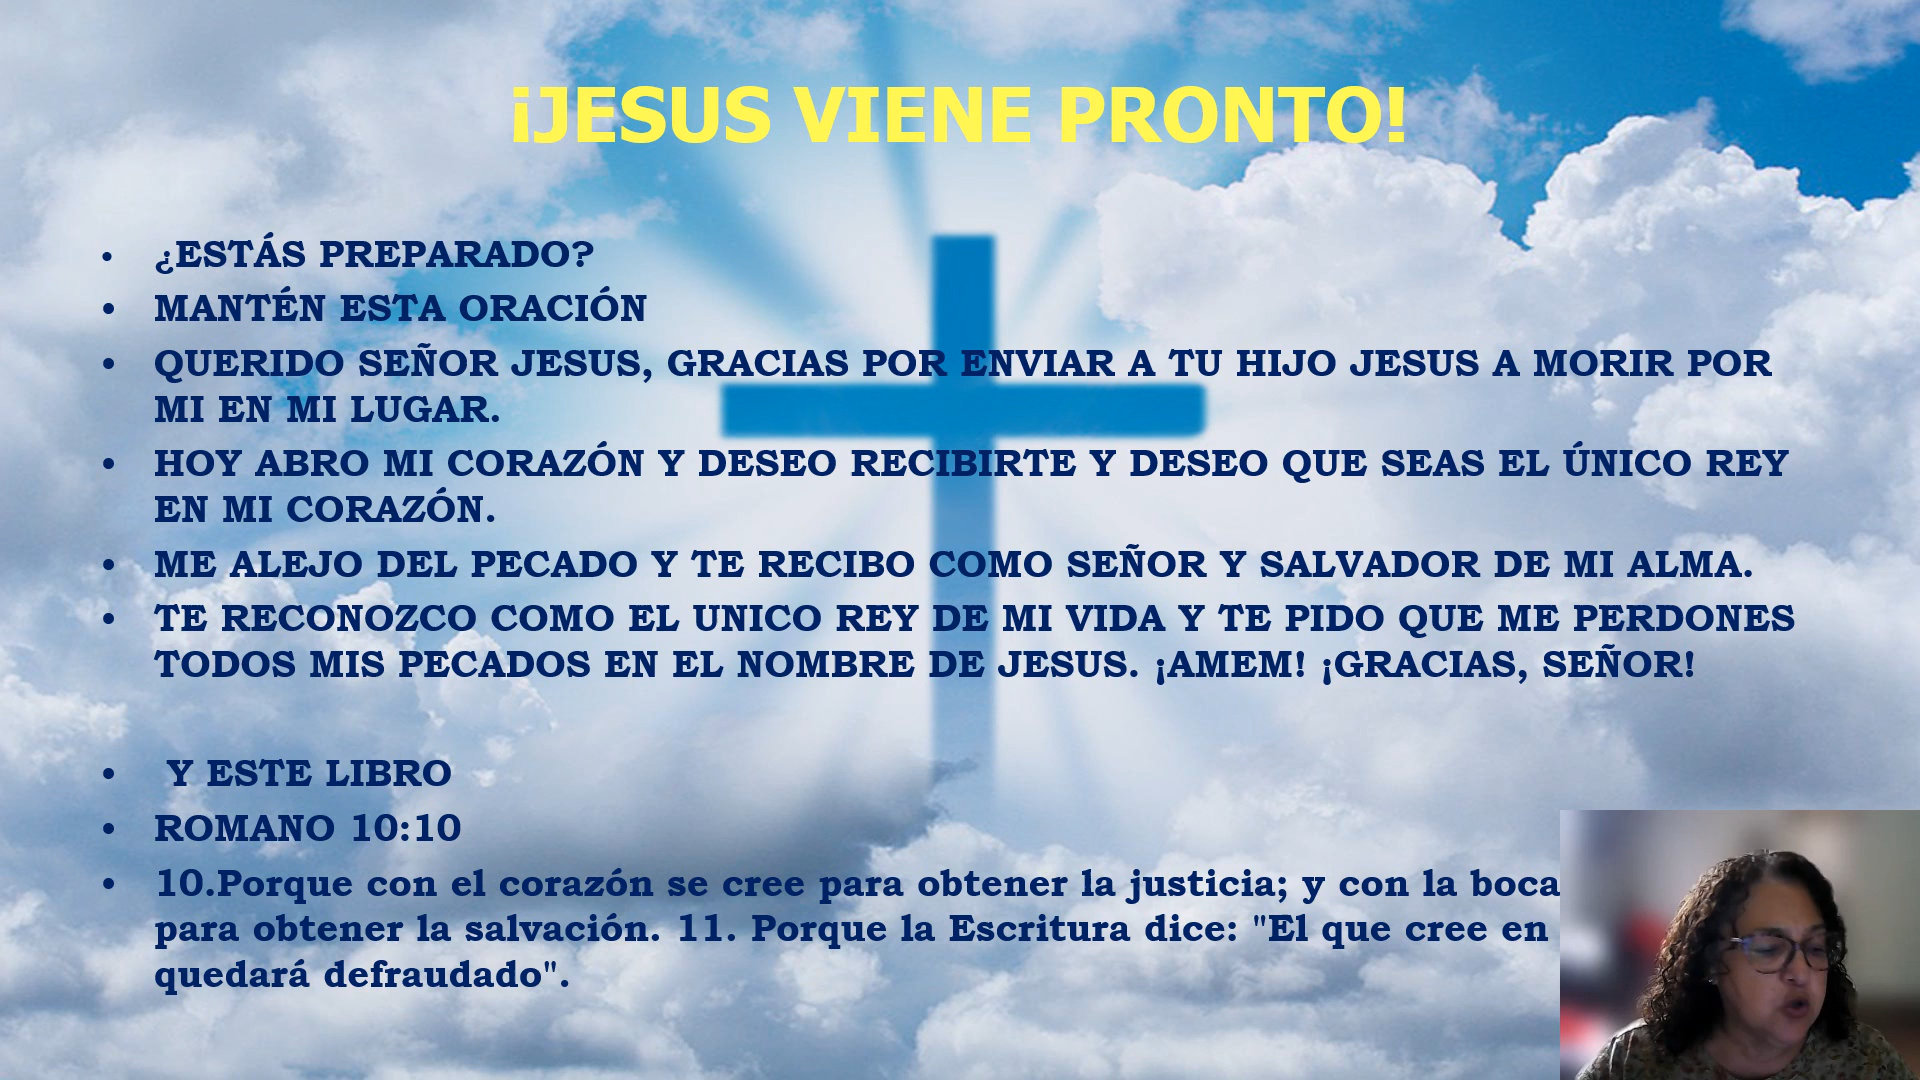 ¡JESUS VIENE PRONTO!
• ¿ESTÁS PREPARADO?
• MANTÉN ESTA ORACIÓN
• QUERIDO SEÑOR JESUS, GRACIAS POR ENVIAR A TU HIJO JESUS A MORIR POR
MI EN MI LUGAR.
• HOY ABRO MI CORAZÓN Y DESEO RECIBIRTE Y DESEO QUE SEAS EL ÚNICO REY
EN MI CORAZÓN.
• ME ALEJO DEL PECADO Y TE RECIBO COMO SEÑOR Y SALVADOR DE MI ALMA.
• TE RECONOZCO COMO EL UNICO REY DE MI VIDA Y TE PIDO QUE ME PERDONES
TODOS MIS PECADOS EN EL NOMBRE DE JESUS. ¡AMEM! ¡GRACIAS, SEÑOR!
• Y ESTE LIBRO
• ROMANO 10:10
• 10.Porque con el corazón se cree para obtener la justicia; y con la boca
para obtener la salvación. 11. Porque la Escritura dice: "El que cree en
quedará defraudado".